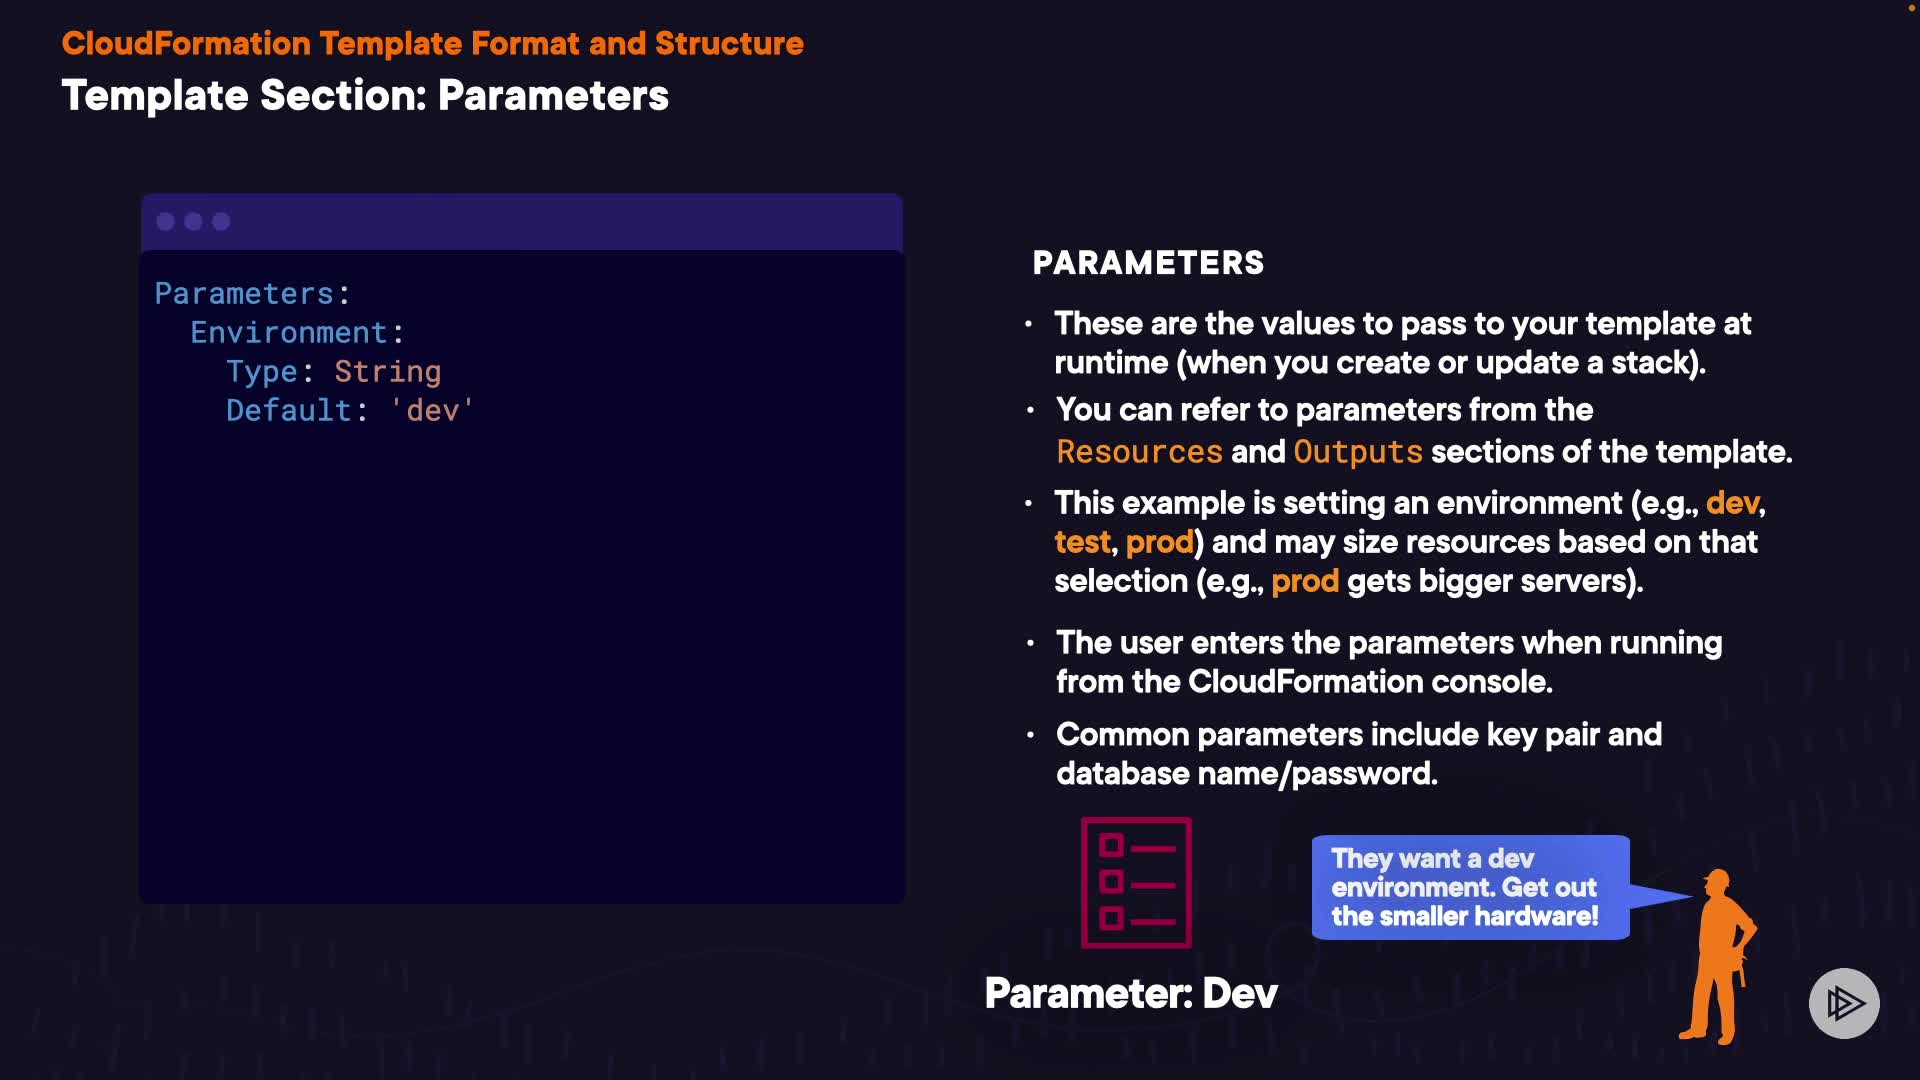 CloudFormation Template Format and Structure
Template Section: Parameters
Parameters:
  Environment:
    Type: String
    Default: 'dev'
PARAMETERS
• These are the values to pass to your template at
runtime (when you create or update a stack).
• You can refer to parameters from the
Resources and Outputs sections of the template.
• This example is setting an environment (e.g., dev,
test, prod) and may size resources based on that
selection (e.g., prod gets bigger servers).
• The user enters the parameters when running
from the CloudFormation console.
• Common parameters include key pair and
database name/password.
They want a dev
environment. Get out
the smaller hardware!
Parameter: Dev